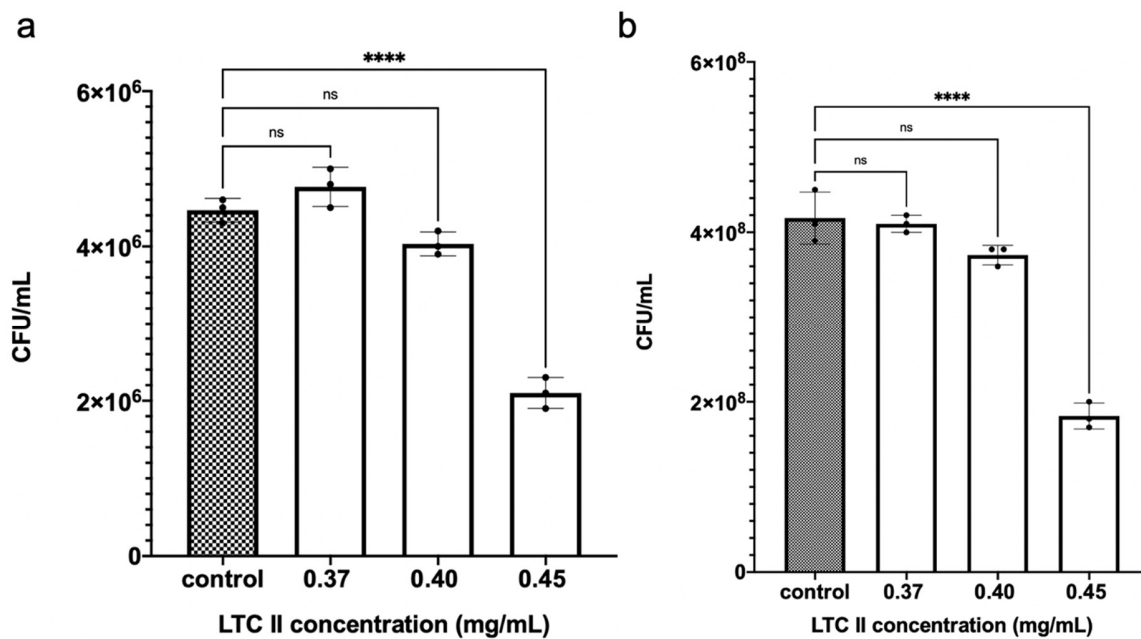 a
****
ns
ns
6×10⁶
4×10⁶
2×10⁶
0
CFU/mL
control 0.37 0.40 0.45
LTC II concentration (mg/mL)
b
****
ns
ns
6×10⁸
4×10⁸
2×10⁸
0
CFU/mL
control 0.37 0.40 0.45
LTC II concentration (mg/mL)